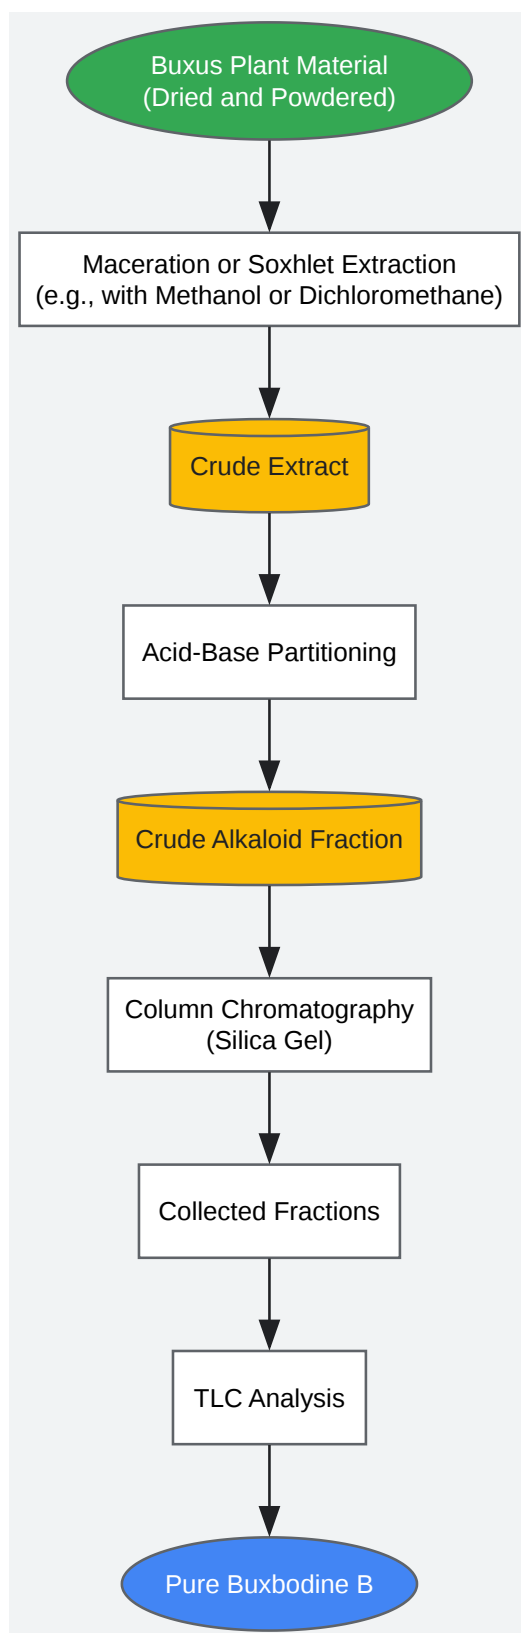 Buxus Plant Material
(Dried and Powdered)
Maceration or Soxhlet Extraction
(e.g., with Methanol or Dichloromethane)
Crude Extract
Acid-Base Partitioning
Crude Alkaloid Fraction
Column Chromatography
(Silica Gel)
Collected Fractions
TLC Analysis
Pure Buxbodine B